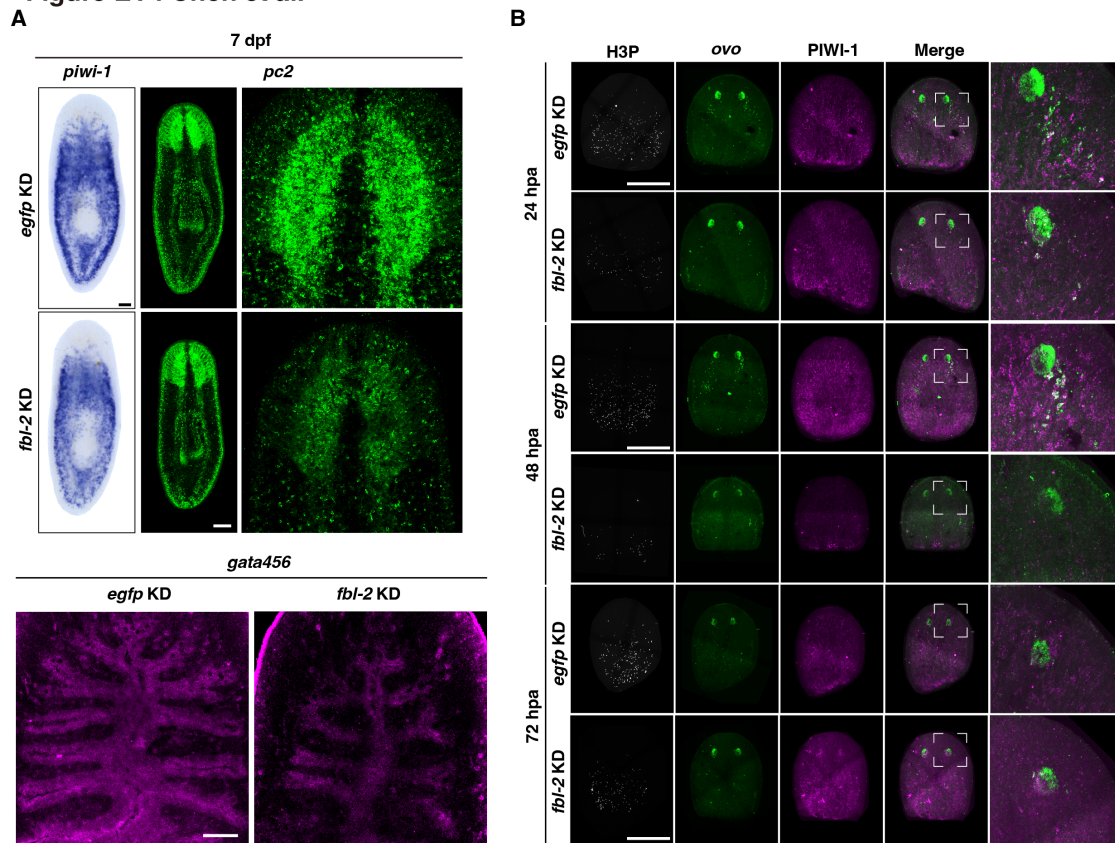 A
7 dpf
piwi-1
pc2
egfp KD
fbl-2 KD
gata456
egfp KD
fbl-2 KD
B
H3P
ovo
PIWI-1
Merge
24 hpa
egfp KD
fbl-2 KD
48 hpa
egfp KD
fbl-2 KD
72 hpa
egfp KD
fbl-2 KD